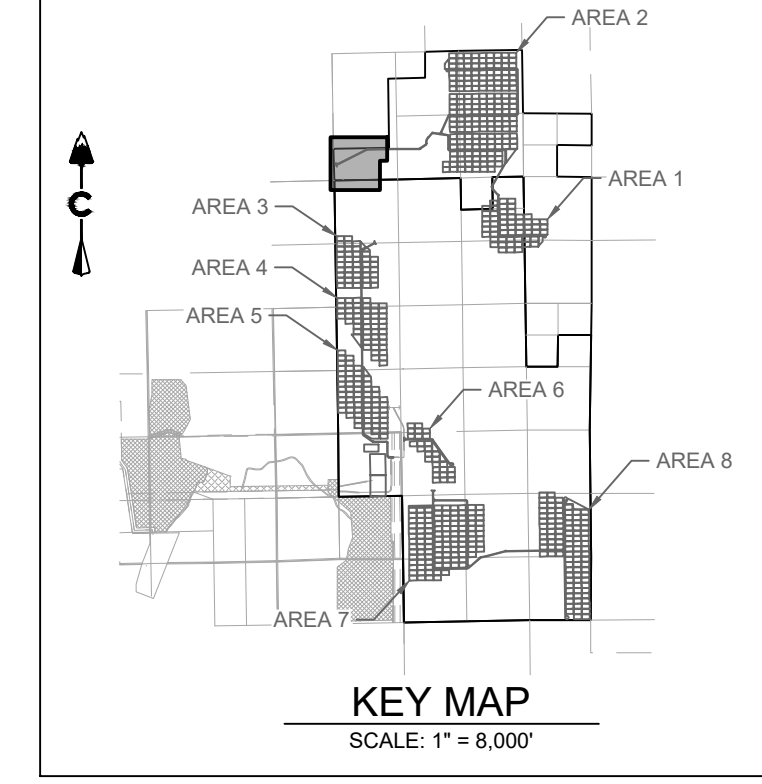 AREA 2
AREA 1
C
AREA 3
AREA 4
AREA 5
AREA 6
AREA 8
AREA 7
KEY MAP
SCALE: 1" = 8,000'